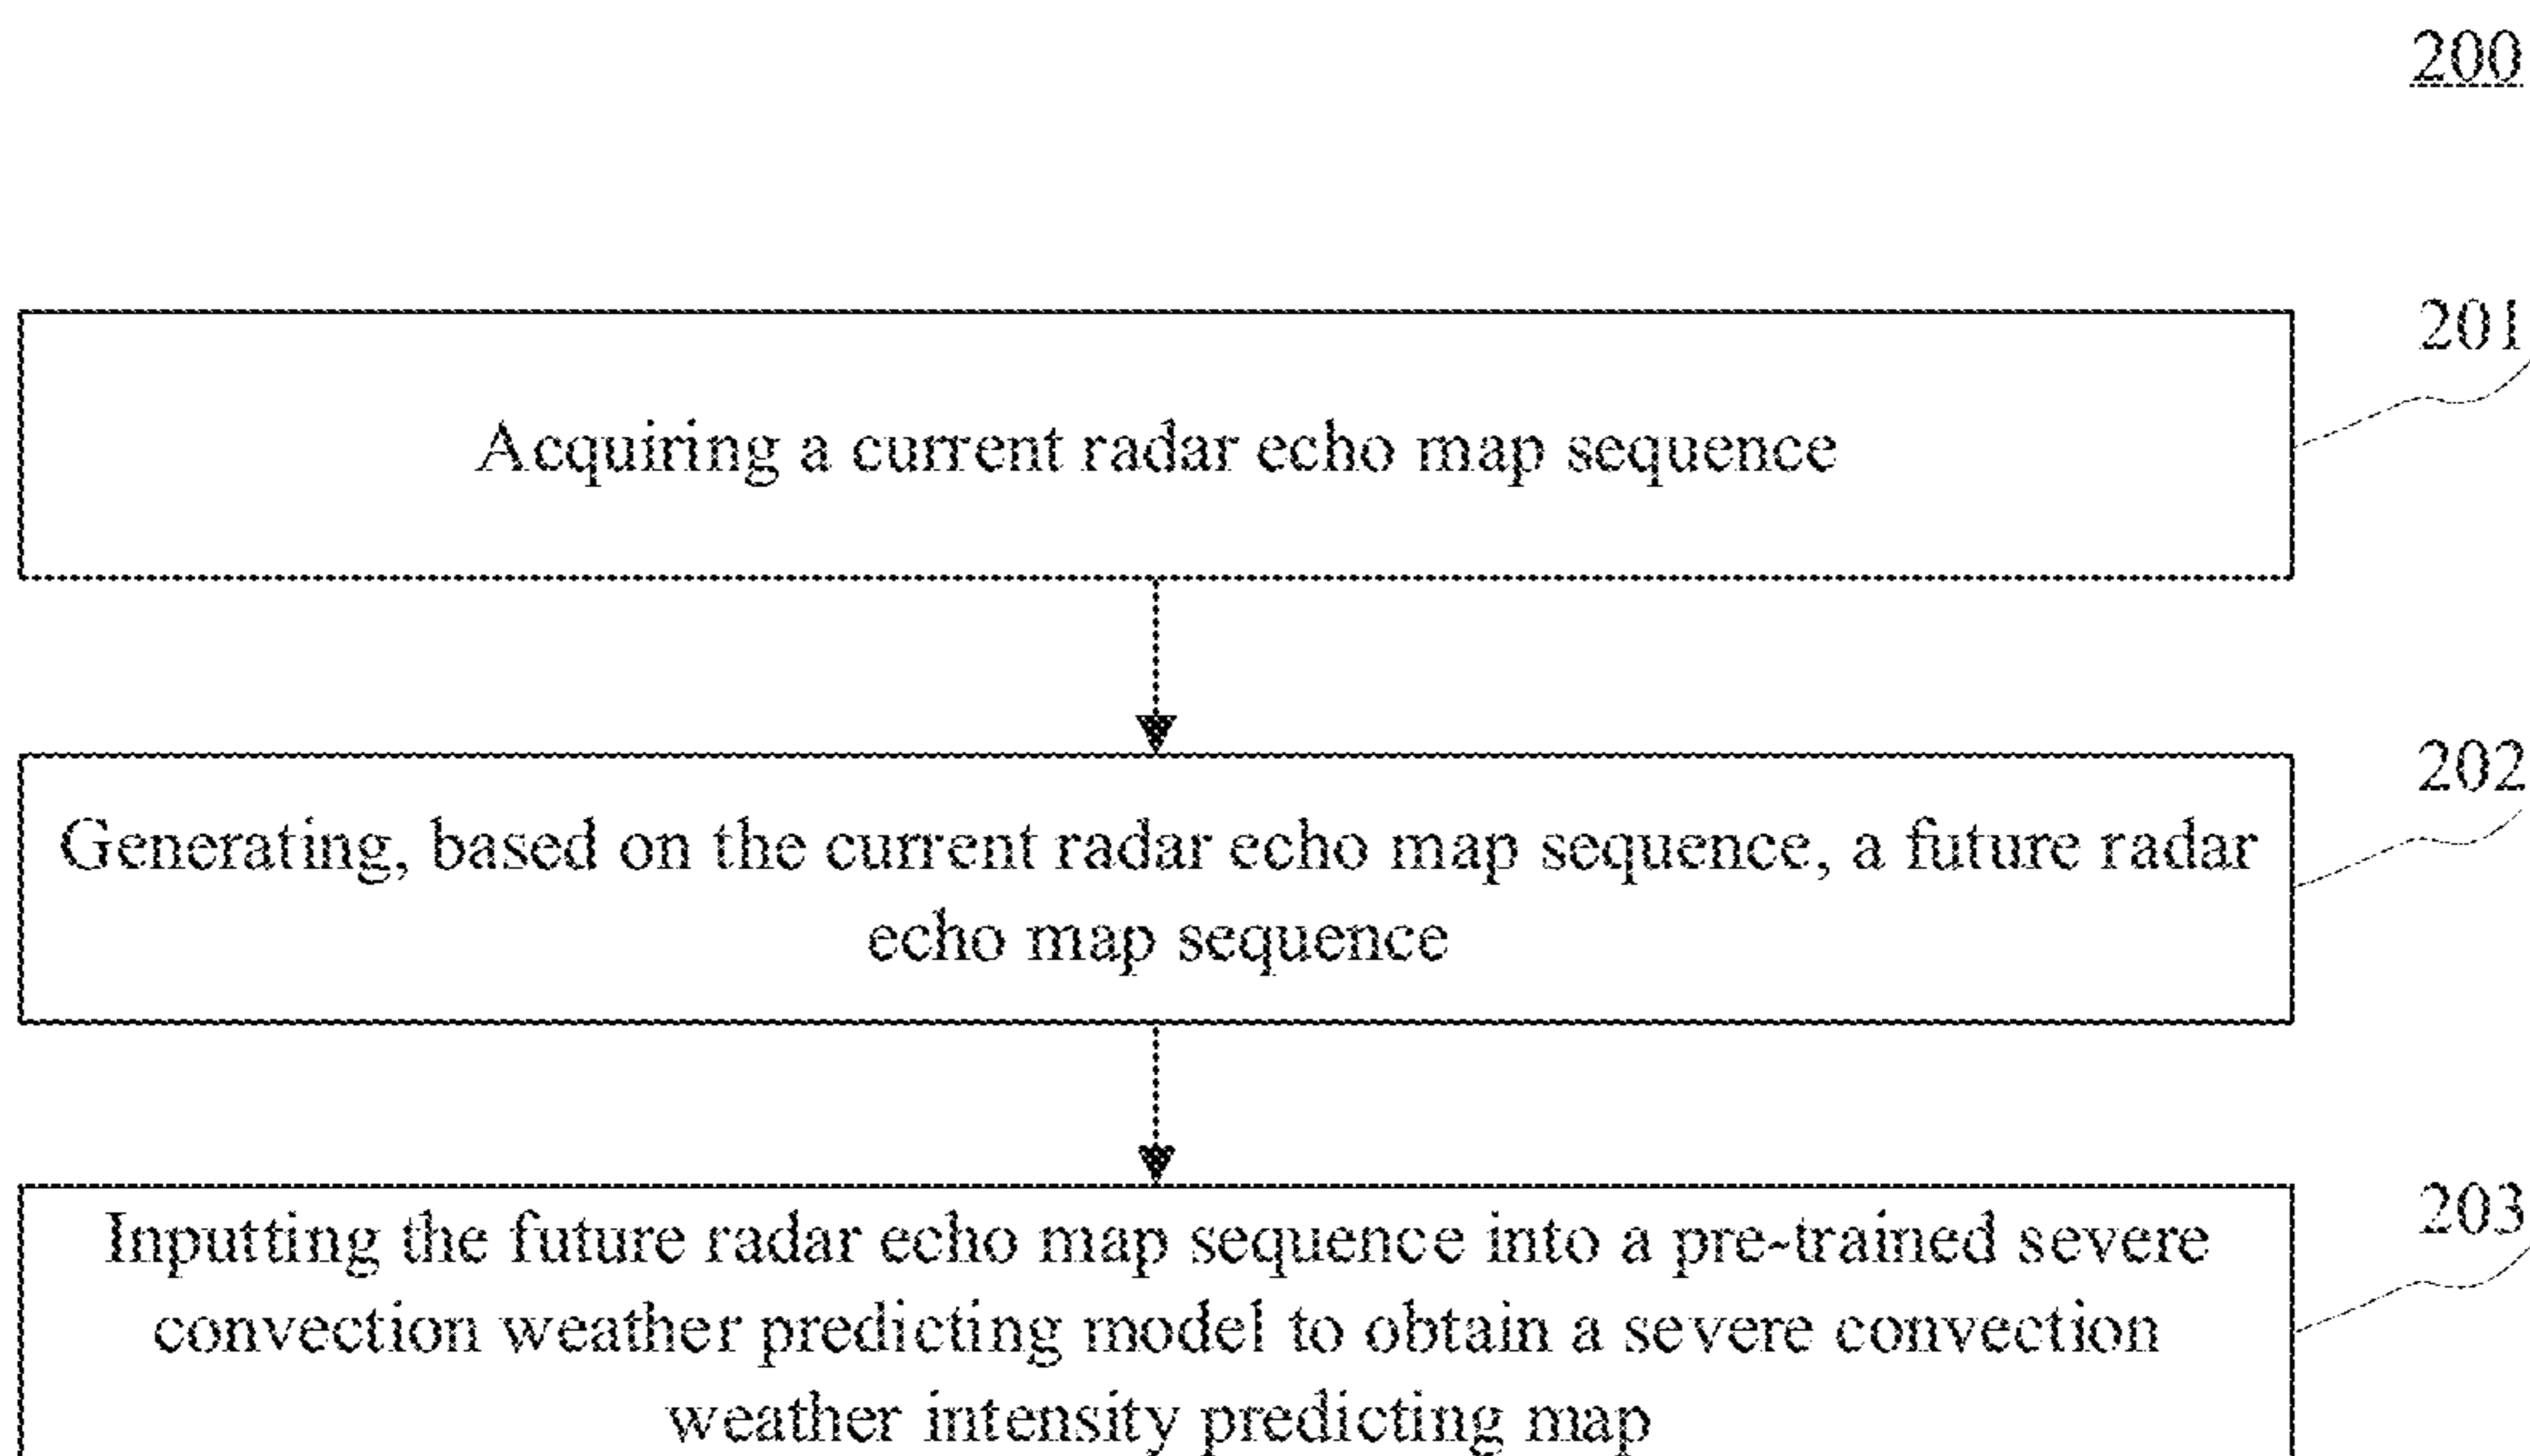 200
201
Acquiring a current radar echo map sequence
202
Generating, based on the current radar echo map sequence, a future radar
echo map sequence
203
Inputting the future radar echo map sequence into a pre-trained severe
convection weather predicting model to obtain a severe convection
weather intensity predicting map